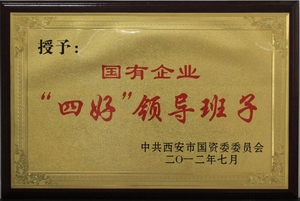 授予：
国有企业
“四好”领导班子
中共西安市国资委委员会
二〇一二年七月